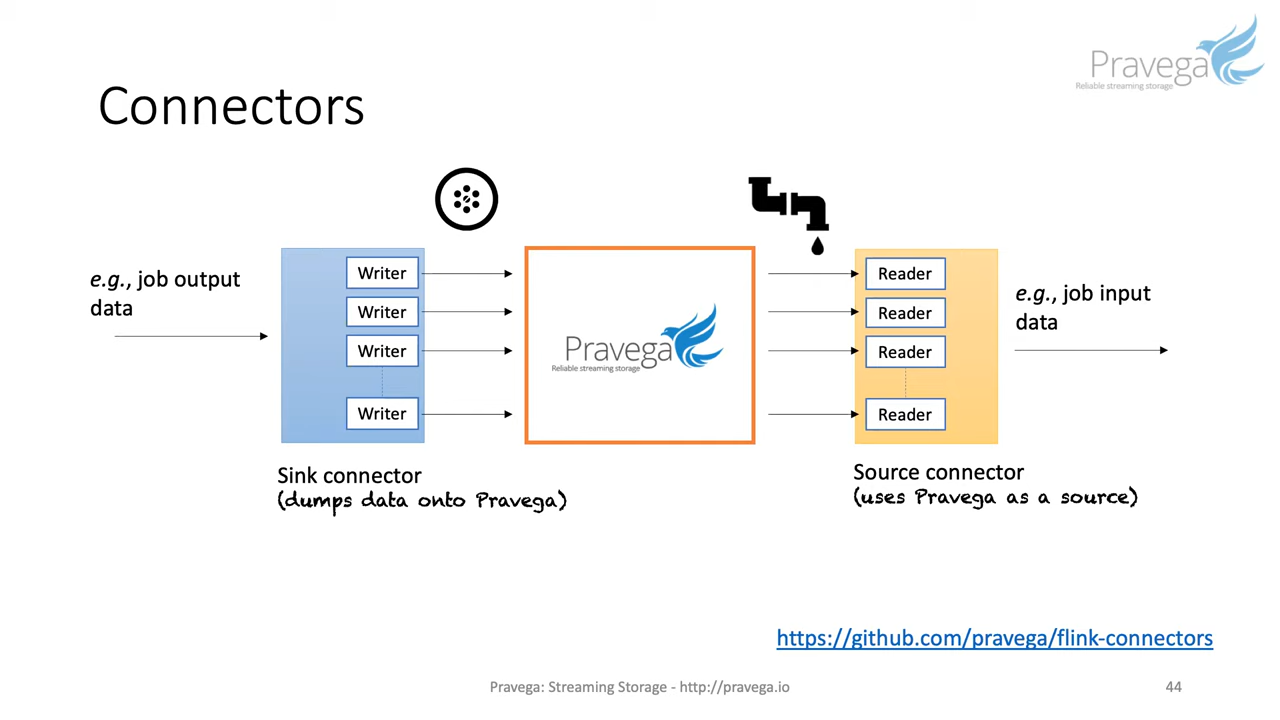 Pravega
Reliable streaming storage
Connectors
e.g., job output
data
Writer
Writer
Writer
Writer
Sink connector
(dumps data onto Pravega)
Pravega
Reliable streaming storage
Reader
Reader
Reader
Reader
Source connector
(uses Pravega as a source)
e.g., job input
data
https://github.com/pravega/flink-connectors
Pravega: Streaming Storage - http://pravega.io
44